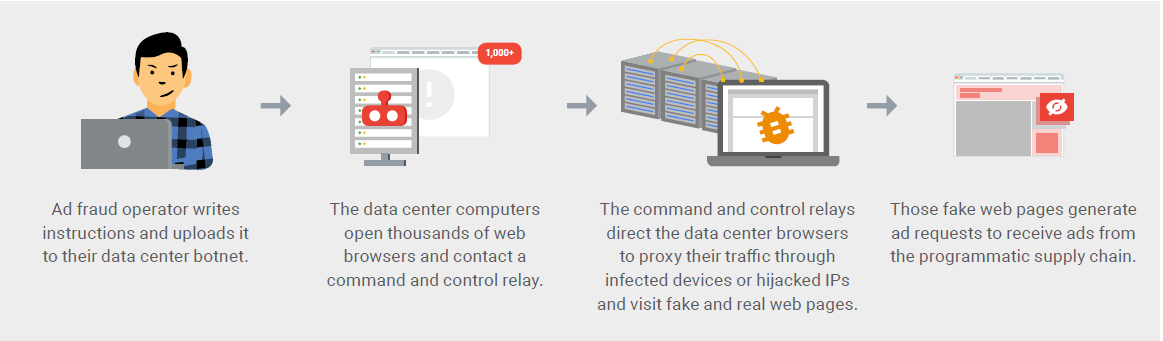 1,000+
Ad fraud operator writes
instructions and uploads it
to their data center botnet.
The data center computers
open thousands of web
browsers and contact a
command and control relay.
The command and control relays
direct the data center browsers
to proxy their traffic through
infected devices or hijacked IPs
and visit fake and real web pages.
Those fake web pages generate
ad requests to receive ads from
the programmatic supply chain.